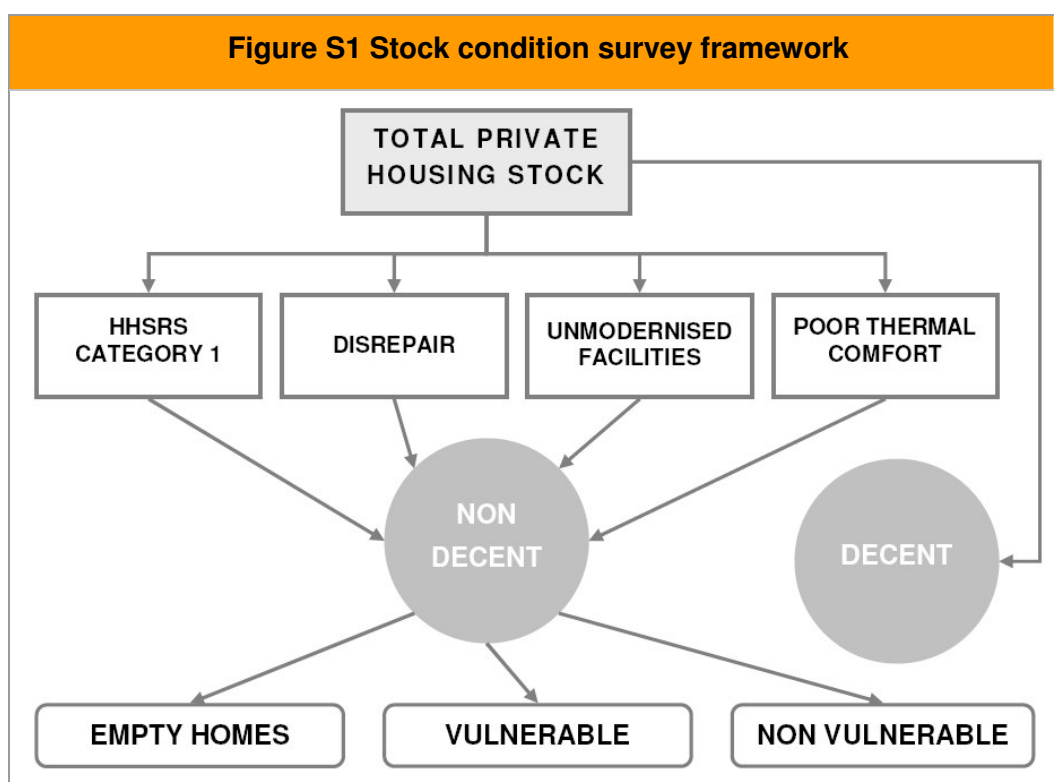 Figure S1 Stock condition survey framework
TOTAL PRIVATE
HOUSING STOCK
HHSRS
CATEGORY 1
DISREPAIR
UNMODERNISED
FACILITIES
POOR THERMAL
COMFORT
NON
DECENT
DECENT
EMPTY HOMES
VULNERABLE
NON VULNERABLE